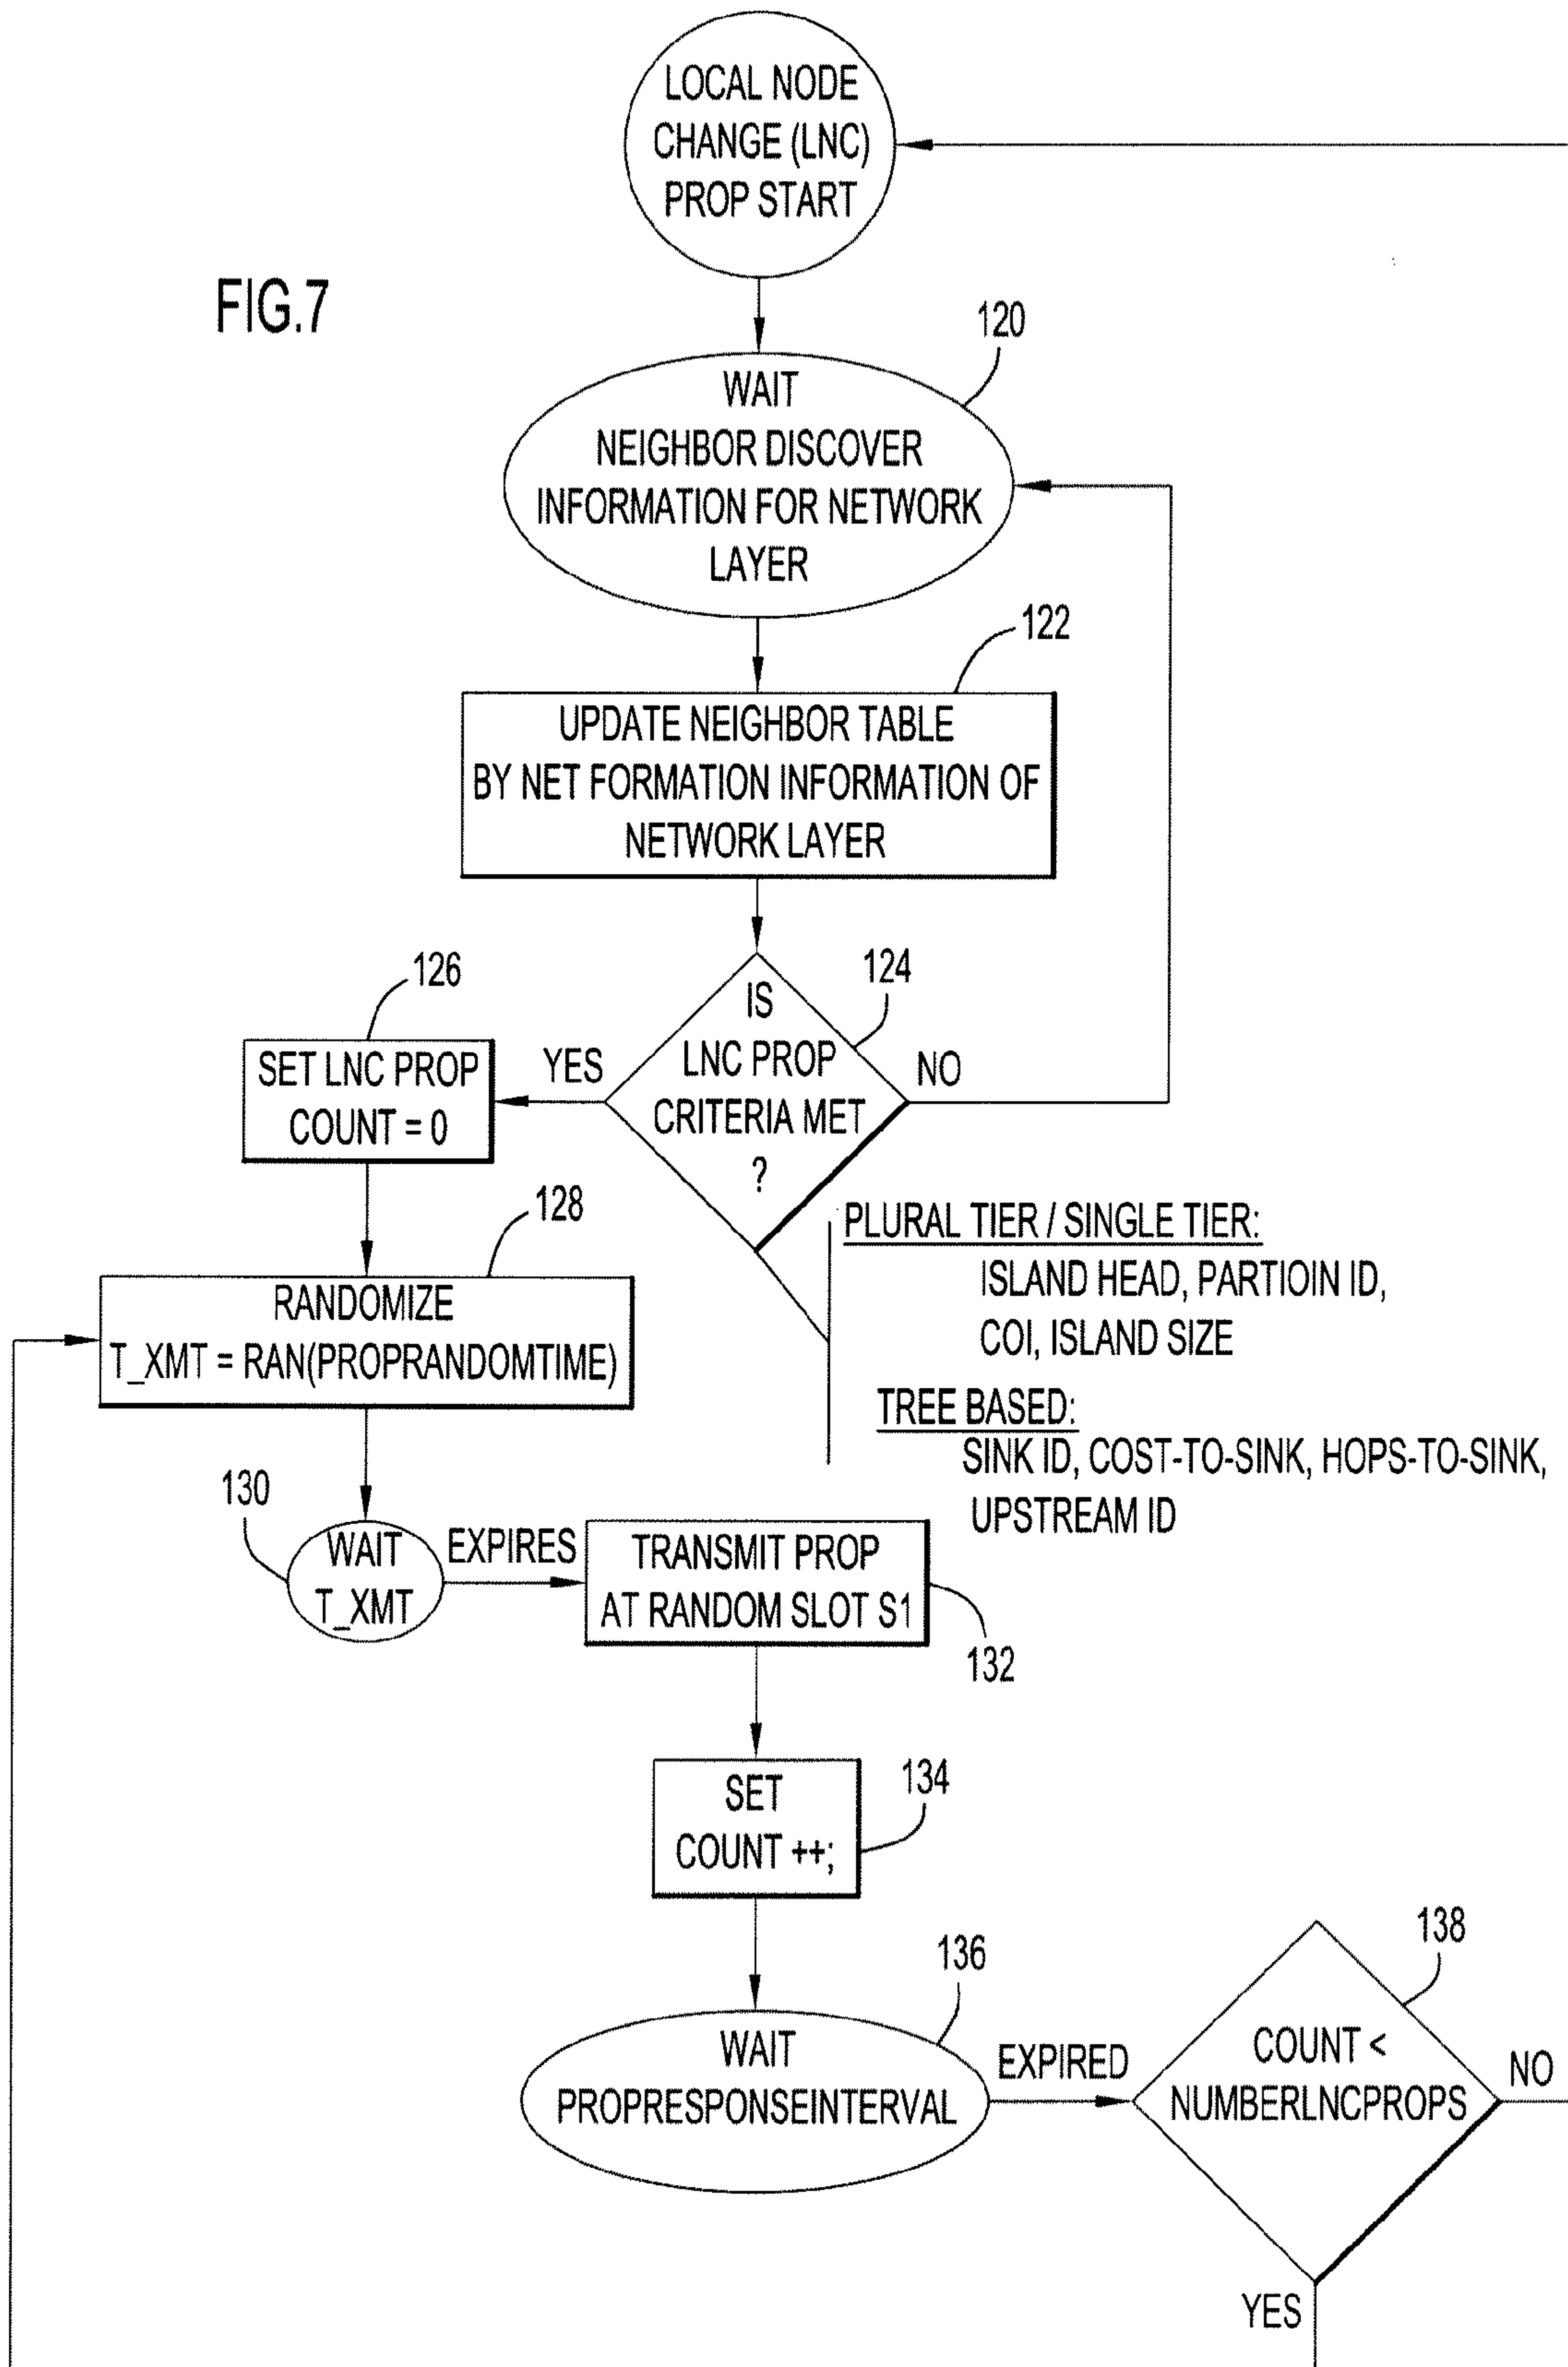 LOCAL NODE
CHANGE (LNC)
PROP START
FIG.7
120
WAIT
NEIGHBOR DISCOVER
INFORMATION FOR NETWORK
LAYER
122
UPDATE NEIGHBOR TABLE
BY NET FORMATION INFORMATION OF
NETWORK LAYER
124
IS
LNC PROP
CRITERIA MET
?
YES
NO
126
SET LNC PROP
COUNT = 0
128
RANDOMIZE
T_XMT = RAN(PROPRANDOMTIME)
PLURAL TIER / SINGLE TIER:
ISLAND HEAD, PARTIOIN ID,
COI, ISLAND SIZE
TREE BASED:
SINK ID, COST-TO-SINK, HOPS-TO-SINK,
UPSTREAM ID
130
WAIT
T_XMT
EXPIRES
TRANSMIT PROP
AT RANDOM SLOT S1
132
SET
COUNT ++;
134
136
WAIT
PROPRESPONSEINTERVAL
EXPIRED
138
COUNT <
NUMBERLNCPROPS
NO
YES